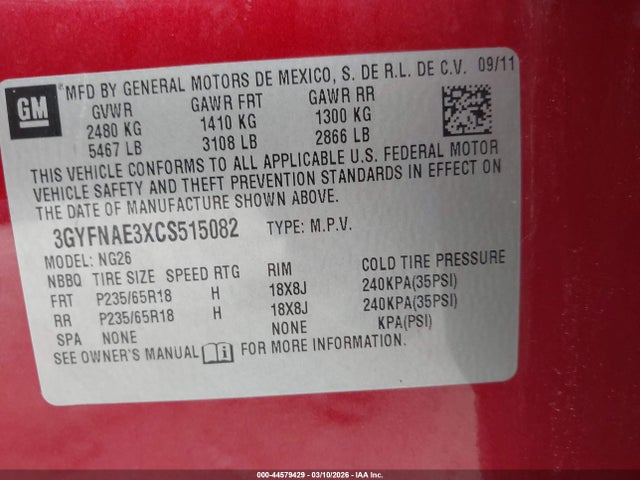 GM
MFD BY GENERAL MOTORS DE MEXICO, S. DE R.L. DE C.V. 09/11
GVWR GAWR FRT GAWR RR
2480 KG 1410 KG 1300 KG
5467 LB 3108 LB 2866 LB
THIS VEHICLE CONFORMS TO ALL APPLICABLE U.S. FEDERAL MOTOR
VEHICLE SAFETY AND THEFT PREVENTION STANDARDS IN EFFECT ON
THE DATE OF MANUFACTURE SHOWN ABOVE.
3GYFNAE3XCS515082 TYPE: M.P.V.
MODEL: NG26
NBBQ TIRE SIZE SPEED RTG RIM COLD TIRE PRESSURE
FRT P235/65R18 H 18X8J 240KPA(35PSI)
RR P235/65R18 H 18X8J 240KPA(35PSI)
SPA NONE NONE KPA(PSI)
SEE OWNER'S MANUAL FOR MORE INFORMATION.
000-44579429 - 03/10/2026 - IAA Inc.